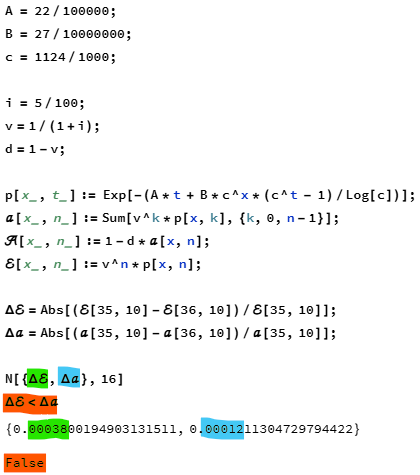 A = 22/100000;
B = 27/10000000;
c = 1124/1000;
i = 5/100;
v = 1/(1+i);
d = 1-v;
p[x_, t_] := Exp[-(A*t + B*c^x*(c^t - 1)/Log[c])];
𝒶[x_, n_] := Sum[v^k*p[x, k], {k, 0, n-1}];
𝒜[x_, n_] := 1-d*𝒶[x, n];
ℰ[x_, n_] := v^n*p[x, n];
Δℰ = Abs[(ℰ[35, 10]-ℰ[36, 10])/ℰ[35, 10]];
Δ𝒶 = Abs[(𝒶[35, 10]-𝒶[36, 10])/𝒶[35, 10]];
N[{Δℰ, Δ𝒶}, 16]
Δℰ < Δ𝒶
{0.0003800194903131511, 0.0001211304729794422}
False